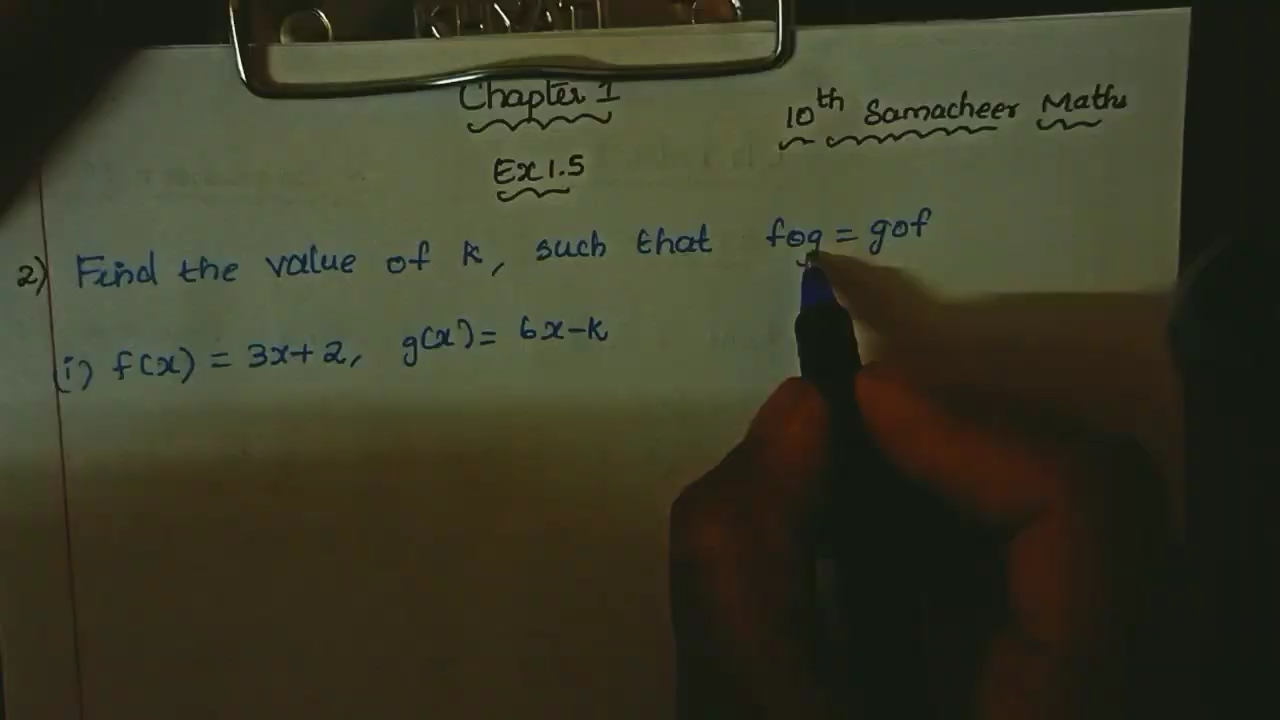 Chapter 1
10th Samacheer Maths
Ex 1.5
2) Find the value of k, such that fog = gof
(i) f(x) = 3x+2, g(x) = 6x-k